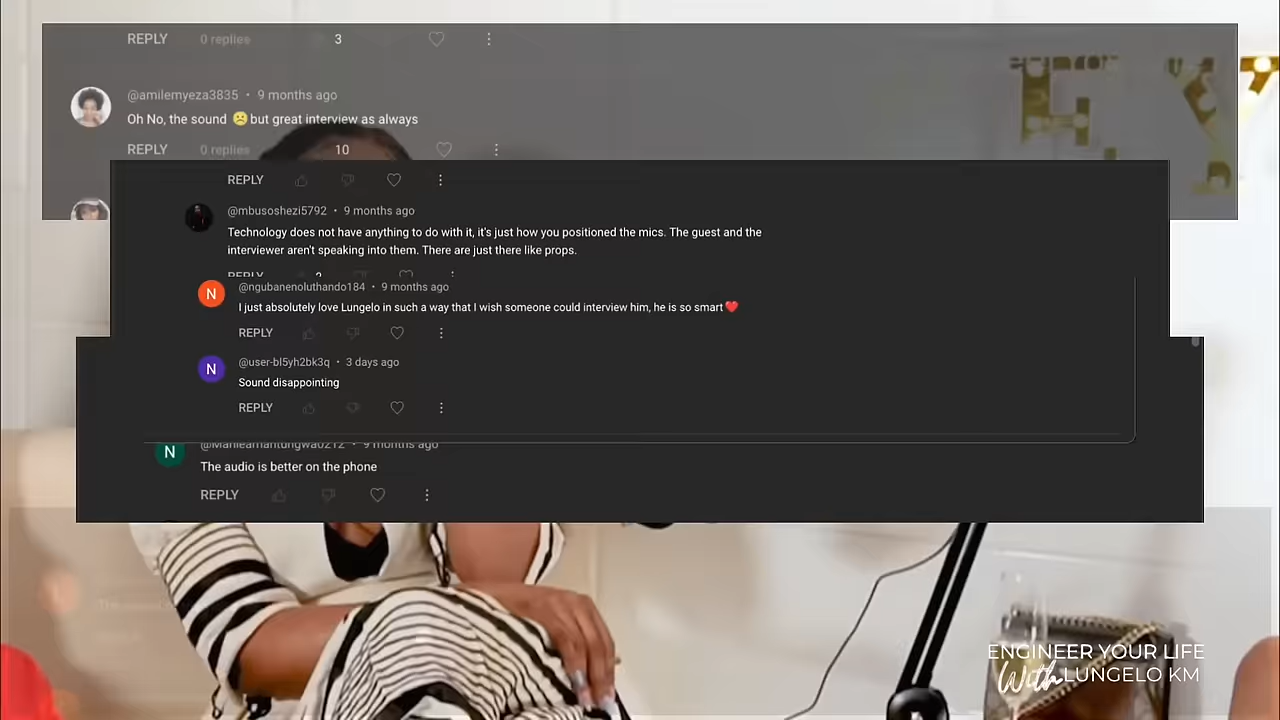 REPLY 0 replies 3
@amilemyeza3835 • 9 months ago
Oh No, the sound ☹️ but great interview as always
REPLY 0 replies 10
REPLY
@mbusoshezi5792 • 9 months ago
Technology does not have anything to do with it, it's just how you positioned the mics. The guest and the
interviewer aren't speaking into them. There are just there like props.
REPLY 2
@ngubanenoluthando184 • 9 months ago
I just absolutely love Lungelo in such a way that I wish someone could interview him, he is so smart❤️
REPLY
@user-bl5yh2bk3q • 3 days ago
Sound disappointing
REPLY
• 9 months ago
The audio is better on the phone
REPLY
ENGINEER YOUR LIFE
With LUNGELO KM